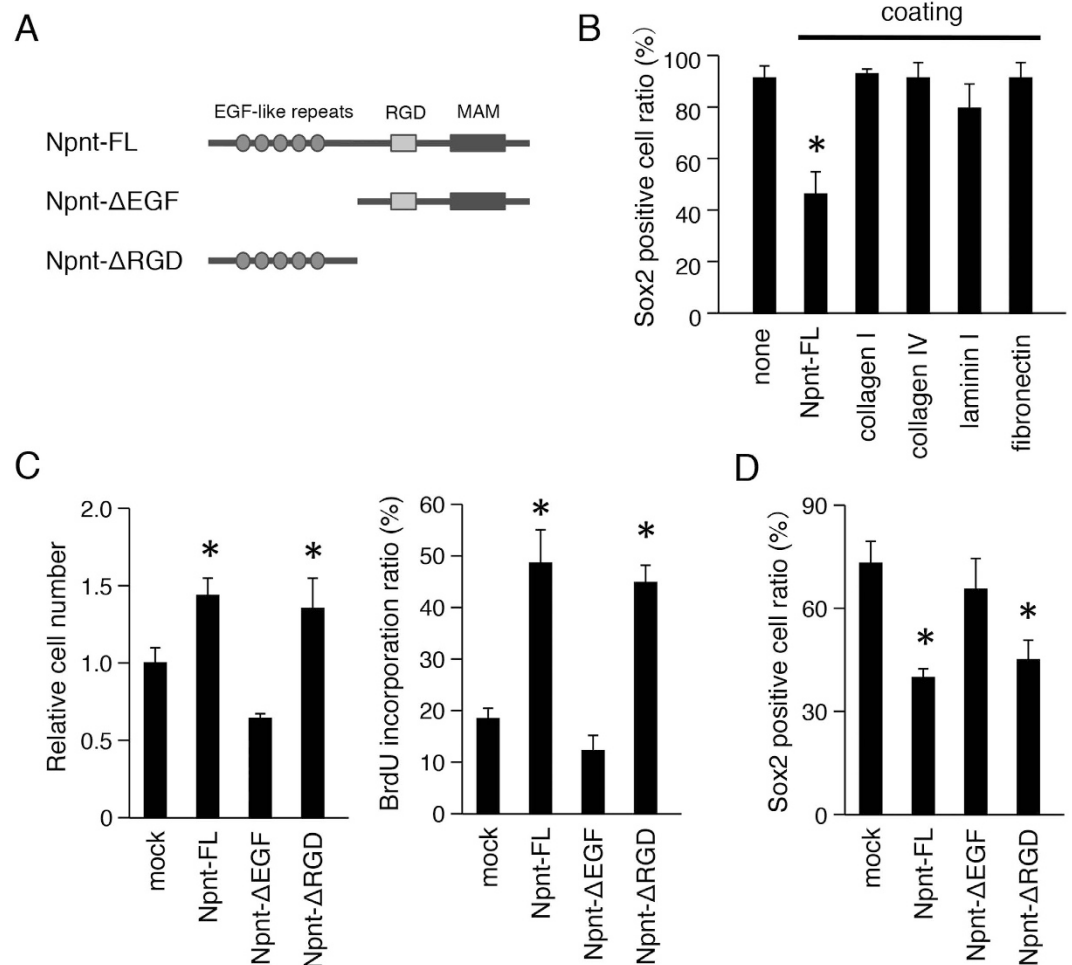 A
EGF-like repeats RGD MAM
Npnt-FL
Npnt-ΔEGF
Npnt-ΔRGD
B
coating
Sox2 positive cell ratio (%)
100
80
60
40
20
0
*
none
Npnt-FL
collagen I
collagen IV
laminin I
fibronectin
C
Relative cell number
2.0
1.5
1.0
0.5
0
*
*
mock
Npnt-FL
Npnt-ΔEGF
Npnt-ΔRGD
BrdU incorporation ratio (%)
60
50
40
30
20
10
0
*
*
mock
Npnt-FL
Npnt-ΔEGF
Npnt-ΔRGD
D
Sox2 positive cell ratio (%)
90
60
30
0
*
*
mock
Npnt-FL
Npnt-ΔEGF
Npnt-ΔRGD